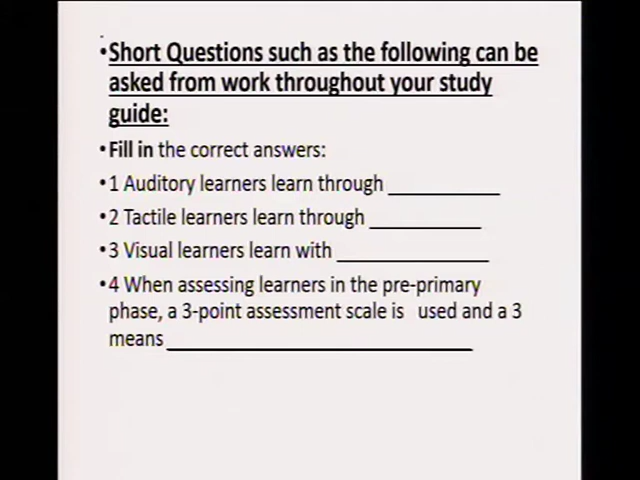 •Short Questions such as the following can be
asked from work throughout your study
guide:
•Fill in the correct answers:
•1 Auditory learners learn through ___________
•2 Tactile learners learn through ___________
•3 Visual learners learn with _______________
•4 When assessing learners in the pre-primary
phase, a 3-point assessment scale is used and a 3
means ______________________________